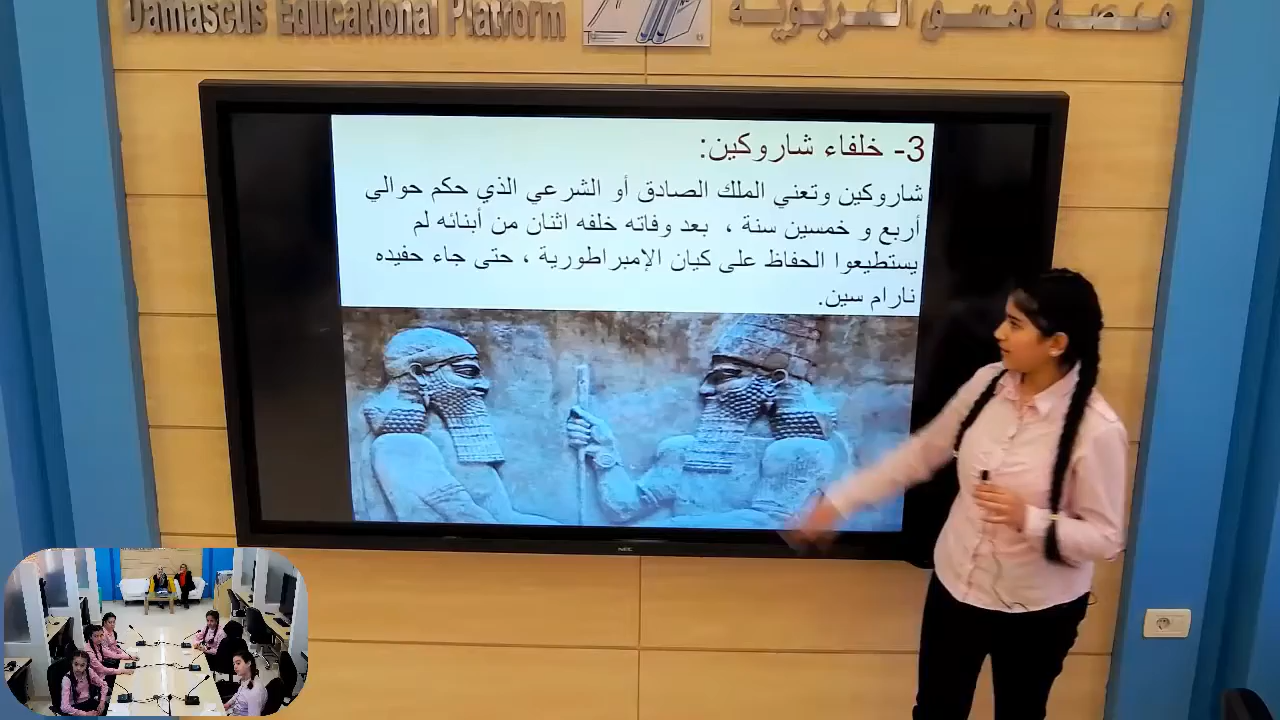 Damascus Educational Platform
منصة دمشق التربوية
3- خلفاء شاروكين:
شاروكين وتعني الملك الصادق أو الشرعي الذي حكم حوالي
أربع و خمسين سنة ، بعد وفاته خلفه اثنان من أبنائه لم
يستطيعوا الحفاظ على كيان الإمبراطورية ، حتى جاء حفيده
نارام سين.
NEC